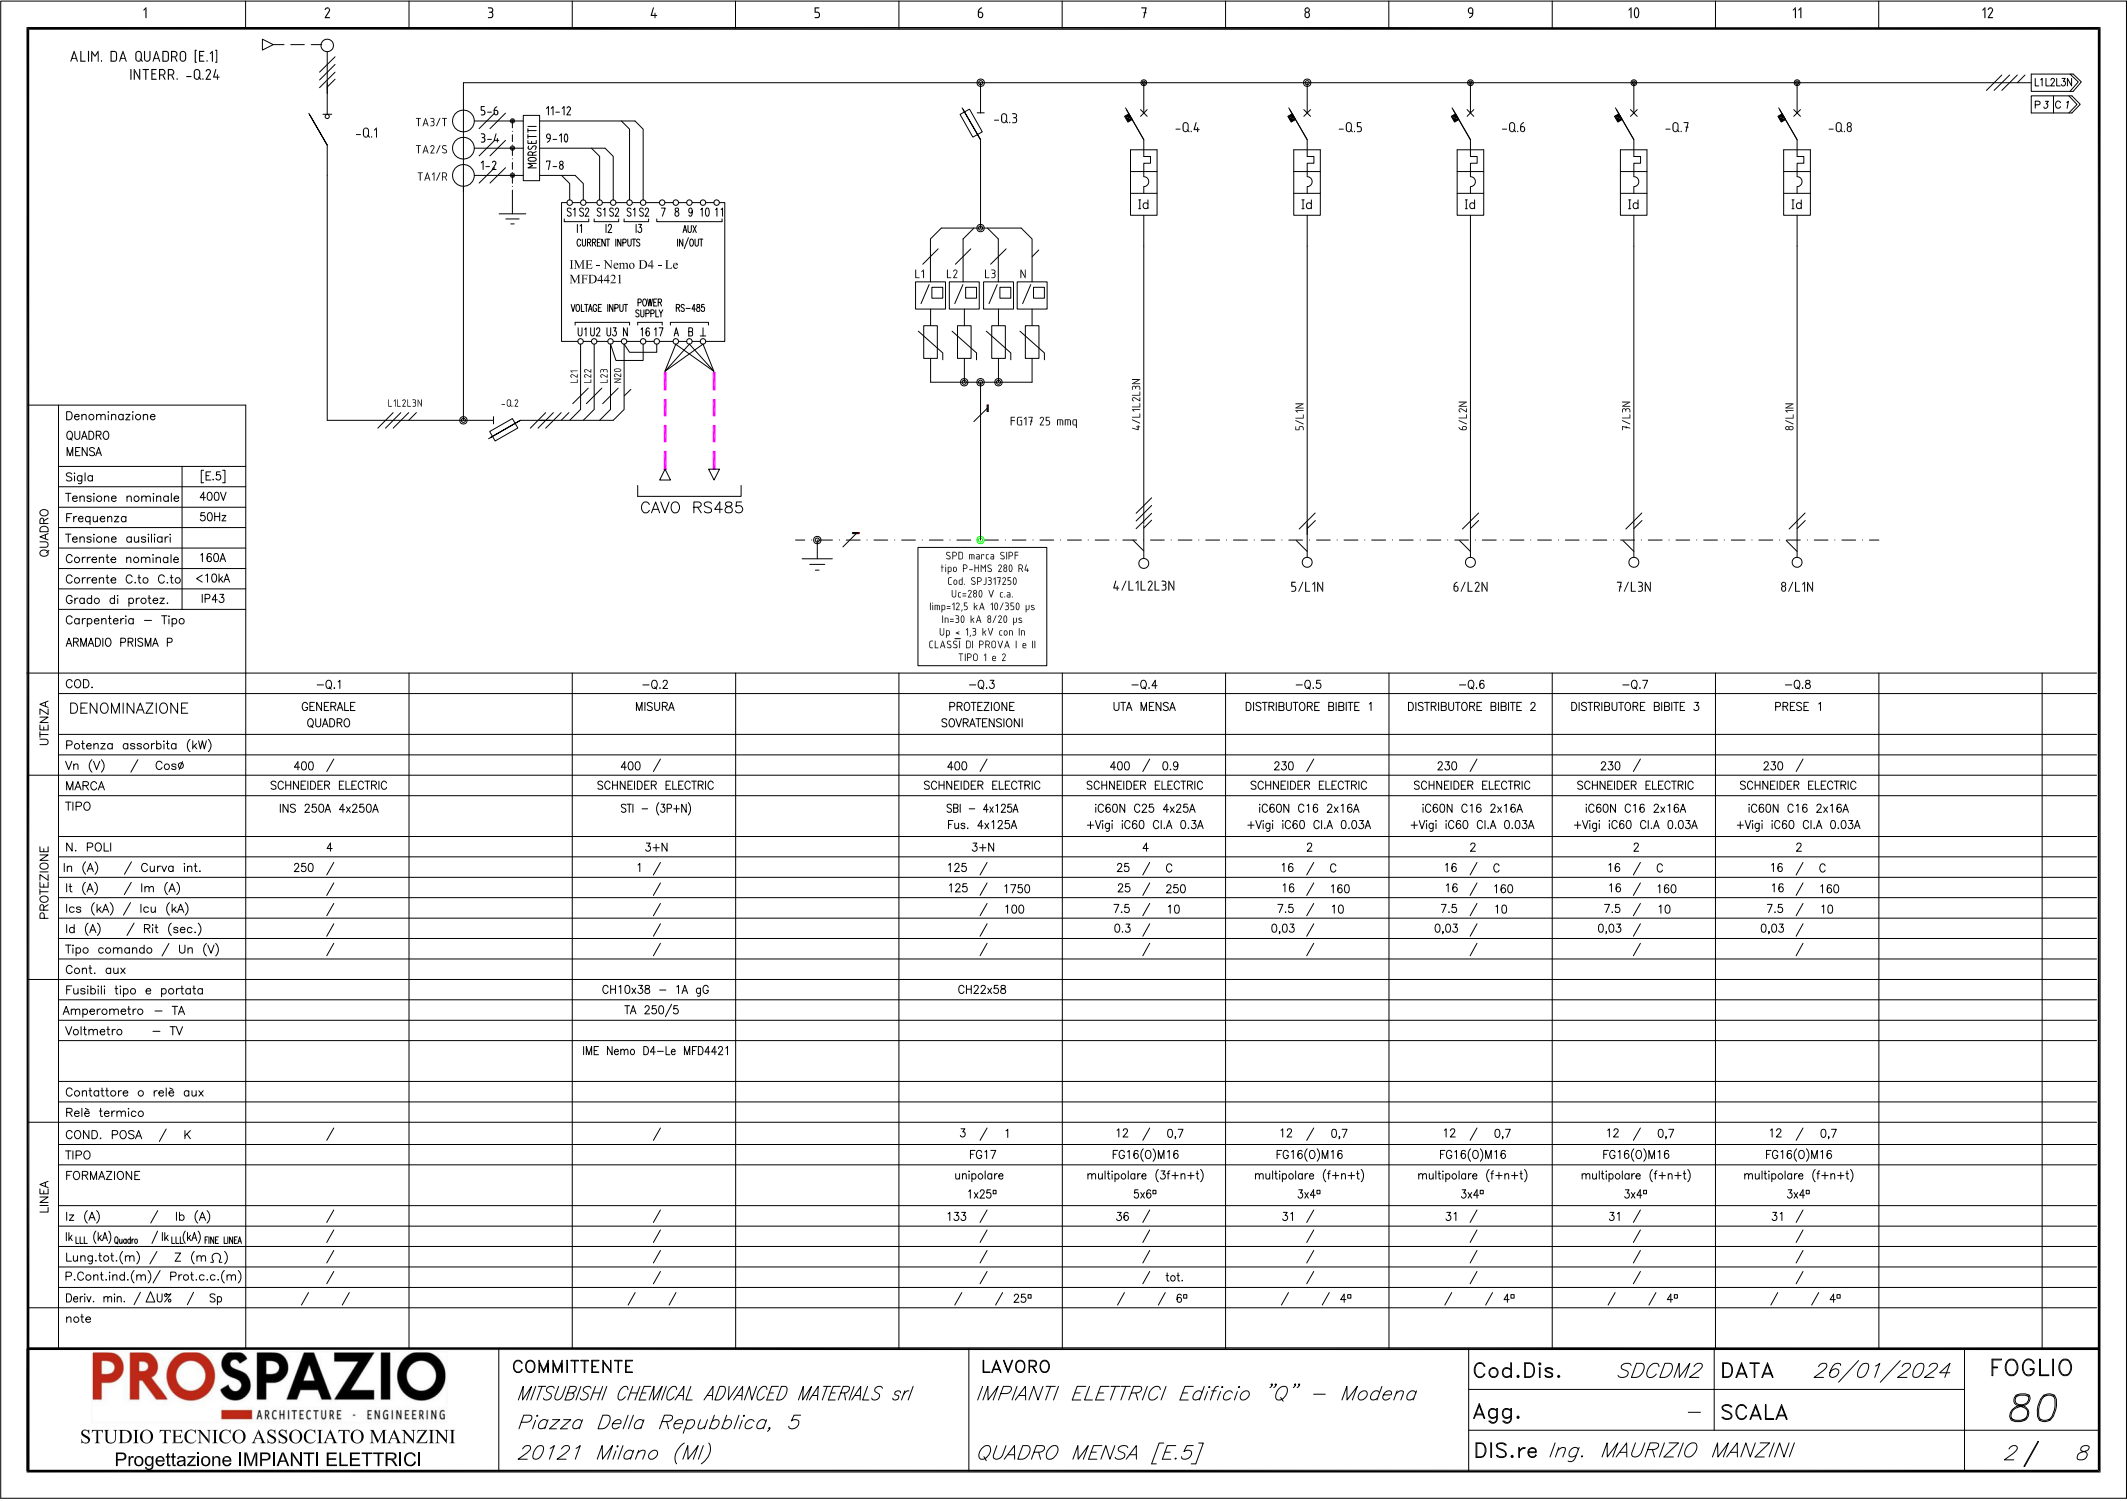 1 2 3 4 5 6 7 8 9 10 11 12
ALIM. DA QUADRO [E.1]
INTERR. -Q.24
-Q.1
TA3/T 5-6 11-12
TA2/S 3-4 9-10
TA1/R 1-2 7-8
MORSETTI
S1 S2 S1 S2 S1 S2 7 8 9 10 11
I1 I2 I3 AUX
CURRENT INPUTS IN/OUT
IME - Nemo D4 - Le
MFD4421
VOLTAGE INPUT POWER SUPPLY RS-485
U1 U2 U3 N 16 17 A B ⊥
L21 L22 L23 N20
L1L2L3N
-Q.2
CAVO RS485
-Q.3
L1 L2 L3 N
FG17 25 mmq
SPD marca SIPF
tipo P-HMS 280 R4
Cod. SPJ317250
Uc=280 V c.a.
Iimp=12,5 kA 10/350 µs
In=30 kA 8/20 µs
Up ≤ 1,3 kV con In
CLASSI DI PROVA I e II
TIPO 1 e 2
-Q.4 -Q.5 -Q.6 -Q.7 -Q.8
Id Id Id Id Id
4/L1L2L3N 5/L1N 6/L2N 7/L3N 8/L1N
4/L1L2L3N 5/L1N 6/L2N 7/L3N 8/L1N
L1L2L3N
P 3 C 1
QUADRO
Denominazione
QUADRO
MENSA
Sigla [E.5]
Tensione nominale 400V
Frequenza 50Hz
Tensione ausiliari
Corrente nominale 160A
Corrente C.to C.to <10kA
Grado di protez. IP43
Carpenteria – Tipo
ARMADIO PRISMA P
UTENZA
COD. –Q.1 –Q.2 –Q.3 –Q.4 –Q.5 –Q.6 –Q.7 –Q.8
DENOMINAZIONE GENERALE MISURA PROTEZIONE UTA MENSA DISTRIBUTORE BIBITE 1 DISTRIBUTORE BIBITE 2 DISTRIBUTORE BIBITE 3 PRESE 1
QUADRO SOVRATENSIONI
Potenza assorbita (kW)
Vn (V) / Cosø 400 / 400 / 400 / 400 / 0.9 230 / 230 / 230 / 230 /
PROTEZIONE
MARCA SCHNEIDER ELECTRIC SCHNEIDER ELECTRIC SCHNEIDER ELECTRIC SCHNEIDER ELECTRIC SCHNEIDER ELECTRIC SCHNEIDER ELECTRIC SCHNEIDER ELECTRIC SCHNEIDER ELECTRIC
TIPO INS 250A 4x250A STI – (3P+N) SBI – 4x125A iC60N C25 4x25A iC60N C16 2x16A iC60N C16 2x16A iC60N C16 2x16A iC60N C16 2x16A
Fus. 4x125A +Vigi iC60 Cl.A 0.3A +Vigi iC60 Cl.A 0.03A +Vigi iC60 Cl.A 0.03A +Vigi iC60 Cl.A 0.03A +Vigi iC60 Cl.A 0.03A
N. POLI 4 3+N 3+N 4 2 2 2 2
In (A) / Curva int. 250 / 1 / 125 / 25 / C 16 / C 16 / C 16 / C 16 / C
It (A) / Im (A) / / 125 / 1750 25 / 250 16 / 160 16 / 160 16 / 160 16 / 160
Ics (kA) / Icu (kA) / / / 100 7.5 / 10 7.5 / 10 7.5 / 10 7.5 / 10 7.5 / 10
Id (A) / Rit (sec.) / / / 0.3 / 0,03 / 0,03 / 0,03 / 0,03 /
Tipo comando / Un (V) / / / / / / / /
Cont. aux
Fusibili tipo e portata CH10x38 – 1A gG CH22x58
Amperometro – TA TA 250/5
Voltmetro – TV
IME Nemo D4–Le MFD4421
Contattore o relè aux
Relè termico
LINEA
COND. POSA / K / / 3 / 1 12 / 0,7 12 / 0,7 12 / 0,7 12 / 0,7 12 / 0,7
TIPO FG17 FG16(O)M16 FG16(O)M16 FG16(O)M16 FG16(O)M16 FG16(O)M16
FORMAZIONE unipolare multipolare (3f+n+t) multipolare (f+n+t) multipolare (f+n+t) multipolare (f+n+t) multipolare (f+n+t)
1x25¤ 5x6¤ 3x4¤ 3x4¤ 3x4¤ 3x4¤
Iz (A) / Ib (A) / / 133 / 36 / 31 / 31 / 31 / 31 /
Ik LLL (kA) Quadro / Ik LLL(kA) FINE LINEA / / / / / / / /
Lung.tot.(m) / Z (mΩ) / / / / / / / /
P.Cont.ind.(m)/ Prot.c.c.(m) / / / / tot. / / / /
Deriv. min. / ΔU% / Sp / / / / / / 25¤ / / 6¤ / / 4¤ / / 4¤ / / 4¤ / / 4¤
note
PROSPAZIO
ARCHITECTURE - ENGINEERING
STUDIO TECNICO ASSOCIATO MANZINI
Progettazione IMPIANTI ELETTRICI
COMMITTENTE
MITSUBISHI CHEMICAL ADVANCED MATERIALS srl
Piazza Della Repubblica, 5
20121 Milano (MI)
LAVORO
IMPIANTI ELETTRICI Edificio "Q" – Modena
QUADRO MENSA [E.5]
Cod.Dis. SDCDM2 DATA 26/01/2024
Agg. – SCALA
DIS.re Ing. MAURIZIO MANZINI
FOGLIO
80
2 / 8